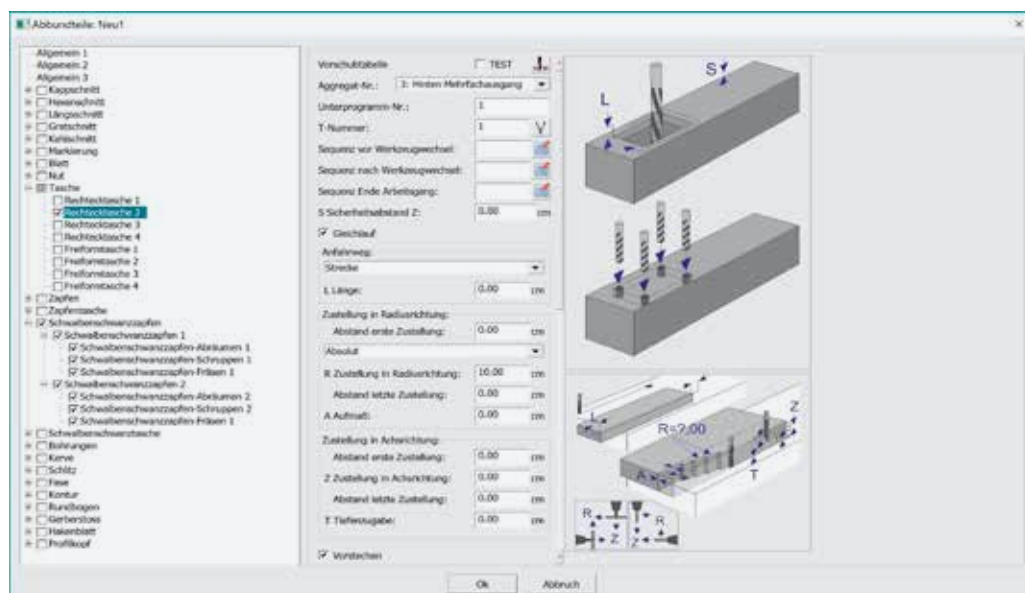 Abbundteile: Neu1
Allgemein 1
Allgemein 2
Allgemein 3
Kappschnitt
Hexenschnitt
Längsschnitt
Gratschnitt
Kehlschnitt
Markierung
Blatt
Nut
Tasche
Rechtecktasche 1
Rechtecktasche 2
Rechtecktasche 3
Rechtecktasche 4
Freiformtasche 1
Freiformtasche 2
Freiformtasche 3
Freiformtasche 4
Zapfen
Zapfentasche
Schwalbenschwanzzapfen
Schwalbenschwanzzapfen 1
Schwalbenschwanzzapfen-Abräumen 1
Schwalbenschwanzzapfen-Schruppen 1
Schwalbenschwanzzapfen-Fräsen 1
Schwalbenschwanzzapfen 2
Schwalbenschwanzzapfen-Abräumen 2
Schwalbenschwanzzapfen-Schruppen 2
Schwalbenschwanzzapfen-Fräsen 1
Schwalbenschwanztasche
Bohrungen
Kerve
Schlitz
Fase
Kontur
Rundbogen
Gerberstoss
Hakenblatt
Profilkopf
Vorschubtabelle TEST
Aggregat-Nr.: 3: Hinten Mehrfachausgang
Unterprogramm-Nr.: 1
T-Nummer: 1
Sequenz vor Werkzeugwechsel:
Sequenz nach Werkzeugwechsel:
Sequenz Ende Arbeitsgang:
S Sicherheitsabstand Z: 0.00 cm
Gleichlauf
Anfahrweg:
Strecke
L Länge: 0.00 cm
Zustellung in Radiusrichtung:
Abstand erste Zustellung: 0.00 cm
Absolut
R Zustellung in Radiusrichtung: 10.00 cm
Abstand letzte Zustellung: 0.00 cm
A Aufmaß: 0.00 cm
Zustellung in Achsrichtung:
Abstand erste Zustellung: 0.00 cm
Z Zustellung in Achsrichtung: 0.00 cm
Abstand letzte Zustellung: 0.00 cm
T Tiefenzugabe: 0.00 cm
Vorstechen
S
L
L
Z
R=?,00
A
T
R
Z
R
Z
Ok
Abbruch